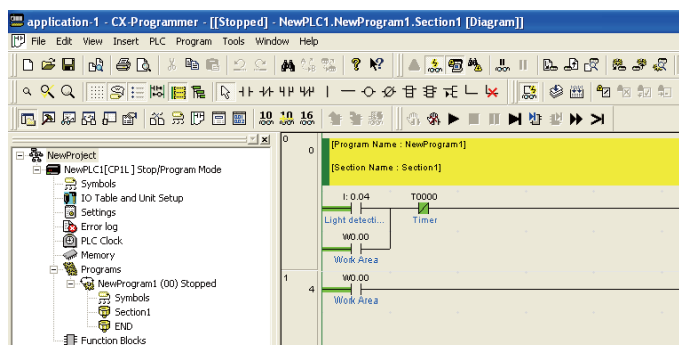 application-1 - CX-Programmer - [[Stopped] - NewPLC1.NewProgram1.Section1 [Diagram]]
File Edit View Insert PLC Program Tools Window Help
10 10 16
NewProject
NewPLC1[CP1L ] Stop/Program Mode
Symbols
IO Table and Unit Setup
Settings
Error log
PLC Clock
Memory
Programs
NewProgram1 (00) Stopped
Symbols
Section1
END
Function Blocks
0
0
[Program Name : NewProgram1]
[Section Name : Section1]
I: 0.04 T0000
Light detecti... Timer
W0.00
Work Area
1
4
W0.00
Work Area